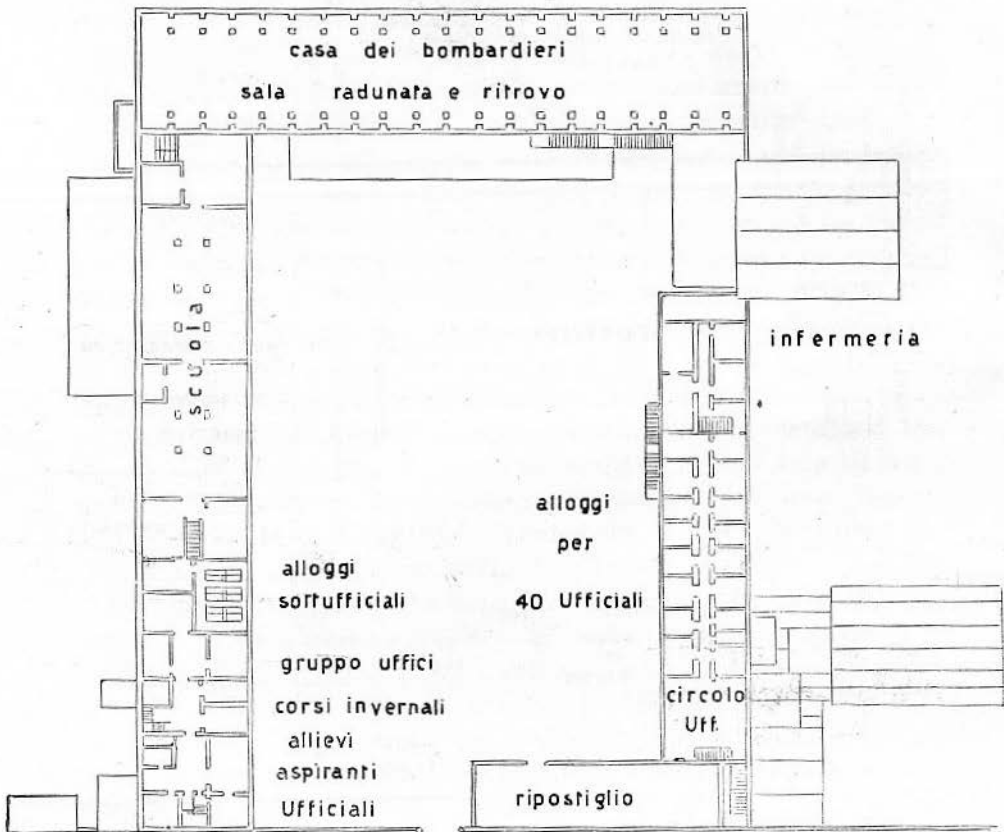 casa dei bombardieri
sala radunata e ritrovo
scuola
infermeria
alloggi
per
40 Ufficiali
alloggi
sottufficiali
gruppo uffici
corsi invernali
allievi
aspiranti
Ufficiali
circolo
Uff.
ripostiglio